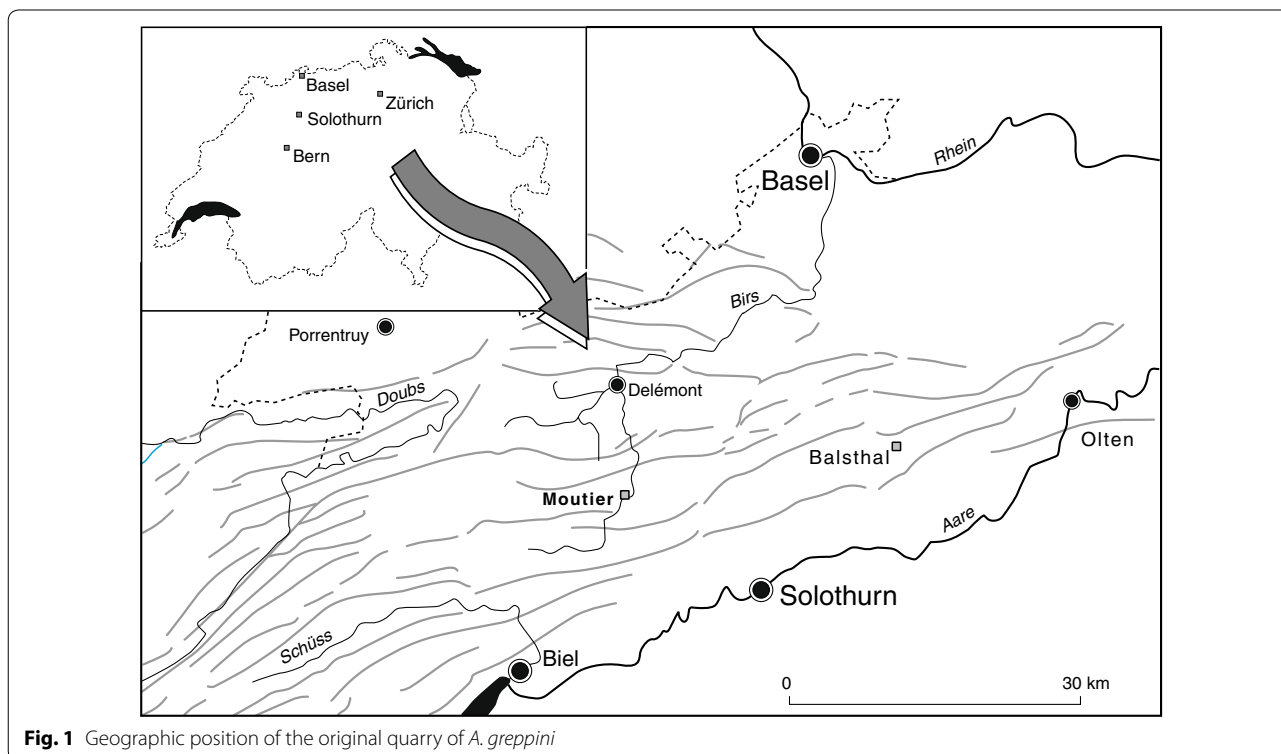 Basel
Zürich
Solothurn
Bern
Basel
Rhein
Birs
Porrentruy
Delémont
Doubs
Olten
Balsthal
Moutier
Aare
Solothurn
Schüss
Biel
0 30 km
Fig. 1 Geographic position of the original quarry of A. greppini